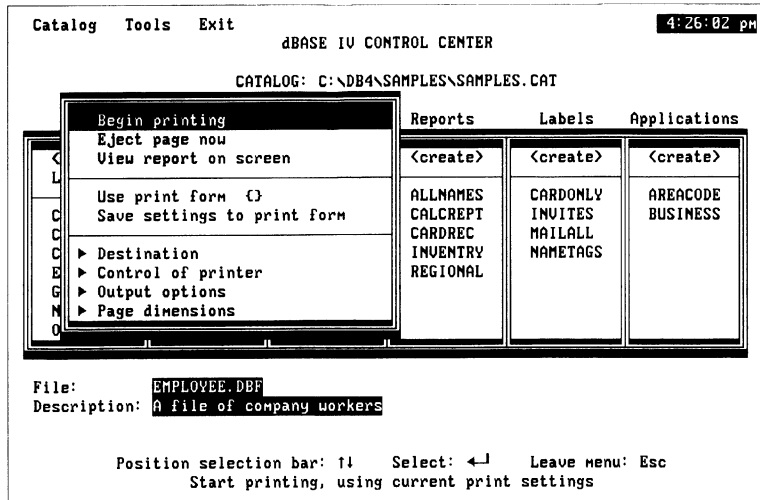 Catalog Tools Exit 4:26:02 pm
dBASE IV CONTROL CENTER
CATALOG: C:\DB4\SAMPLES\SAMPLES.CAT
Begin printing
Eject page now
View report on screen
Use print form {}
Save settings to print form
► Destination
► Control of printer
► Output options
► Page dimensions
<
L
C
C
C
E
G
N
O
Reports Labels Applications
<create> <create> <create>
ALLNAMES CARDONLY AREACODE
CALCREPT INVITES BUSINESS
CARDREC MAILALL
INVENTRY NAMETAGS
REGIONAL
File: EMPLOYEE.DBF
Description: A file of company workers
Position selection bar: ↑↓ Select: ↵ Leave menu: Esc
Start printing, using current print settings